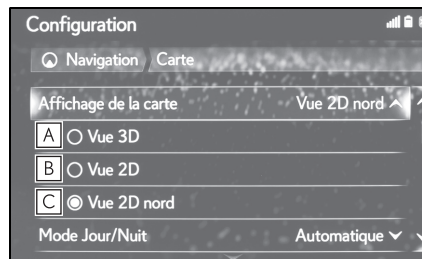 Configuration
Navigation Carte
Affichage de la carte Vue 2D nord
A Vue 3D
B Vue 2D
C Vue 2D nord
Mode Jour/Nuit Automatique